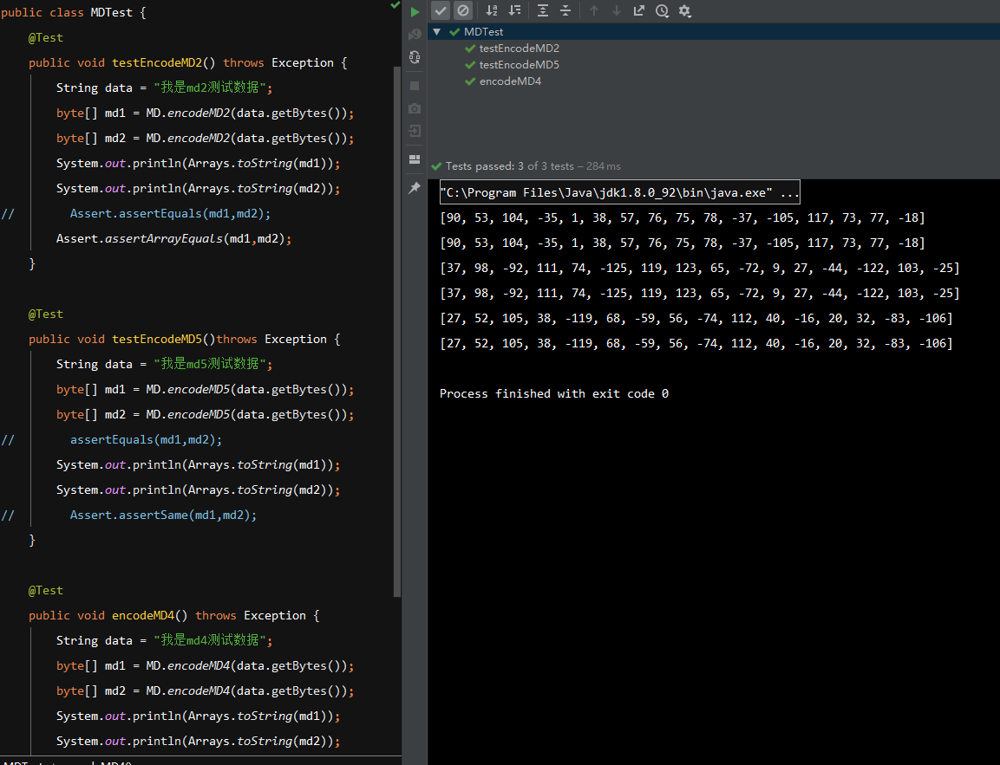 public class MDTest {
@Test
public void testEncodeMD2() throws Exception {
String data = "我是md2测试数据";
byte[] md1 = MD.encodeMD2(data.getBytes());
byte[] md2 = MD.encodeMD2(data.getBytes());
System.out.println(Arrays.toString(md1));
System.out.println(Arrays.toString(md2));
// Assert.assertEquals(md1,md2);
Assert.assertArrayEquals(md1,md2);
}
@Test
public void testEncodeMD5()throws Exception {
String data = "我是md5测试数据";
byte[] md1 = MD.encodeMD5(data.getBytes());
byte[] md2 = MD.encodeMD5(data.getBytes());
// assertEquals(md1,md2);
System.out.println(Arrays.toString(md1));
System.out.println(Arrays.toString(md2));
// Assert.assertSame(md1,md2);
}
@Test
public void encodeMD4() throws Exception {
String data = "我是md4测试数据";
byte[] md1 = MD.encodeMD4(data.getBytes());
byte[] md2 = MD.encodeMD4(data.getBytes());
System.out.println(Arrays.toString(md1));
System.out.println(Arrays.toString(md2));
MDTest
testEncodeMD2
testEncodeMD5
encodeMD4
Tests passed: 3 of 3 tests – 284 ms
"C:\Program Files\Java\jdk1.8.0_92\bin\java.exe" ...
[90, 53, 104, -35, 1, 38, 57, 76, 75, 78, -37, -105, 117, 73, 77, -18]
[90, 53, 104, -35, 1, 38, 57, 76, 75, 78, -37, -105, 117, 73, 77, -18]
[37, 98, -92, 111, 74, -125, 119, 123, 65, -72, 9, 27, -44, -122, 103, -25]
[37, 98, -92, 111, 74, -125, 119, 123, 65, -72, 9, 27, -44, -122, 103, -25]
[27, 52, 105, 38, -119, 68, -59, 56, -74, 112, 40, -16, 20, 32, -83, -106]
[27, 52, 105, 38, -119, 68, -59, 56, -74, 112, 40, -16, 20, 32, -83, -106]
Process finished with exit code 0